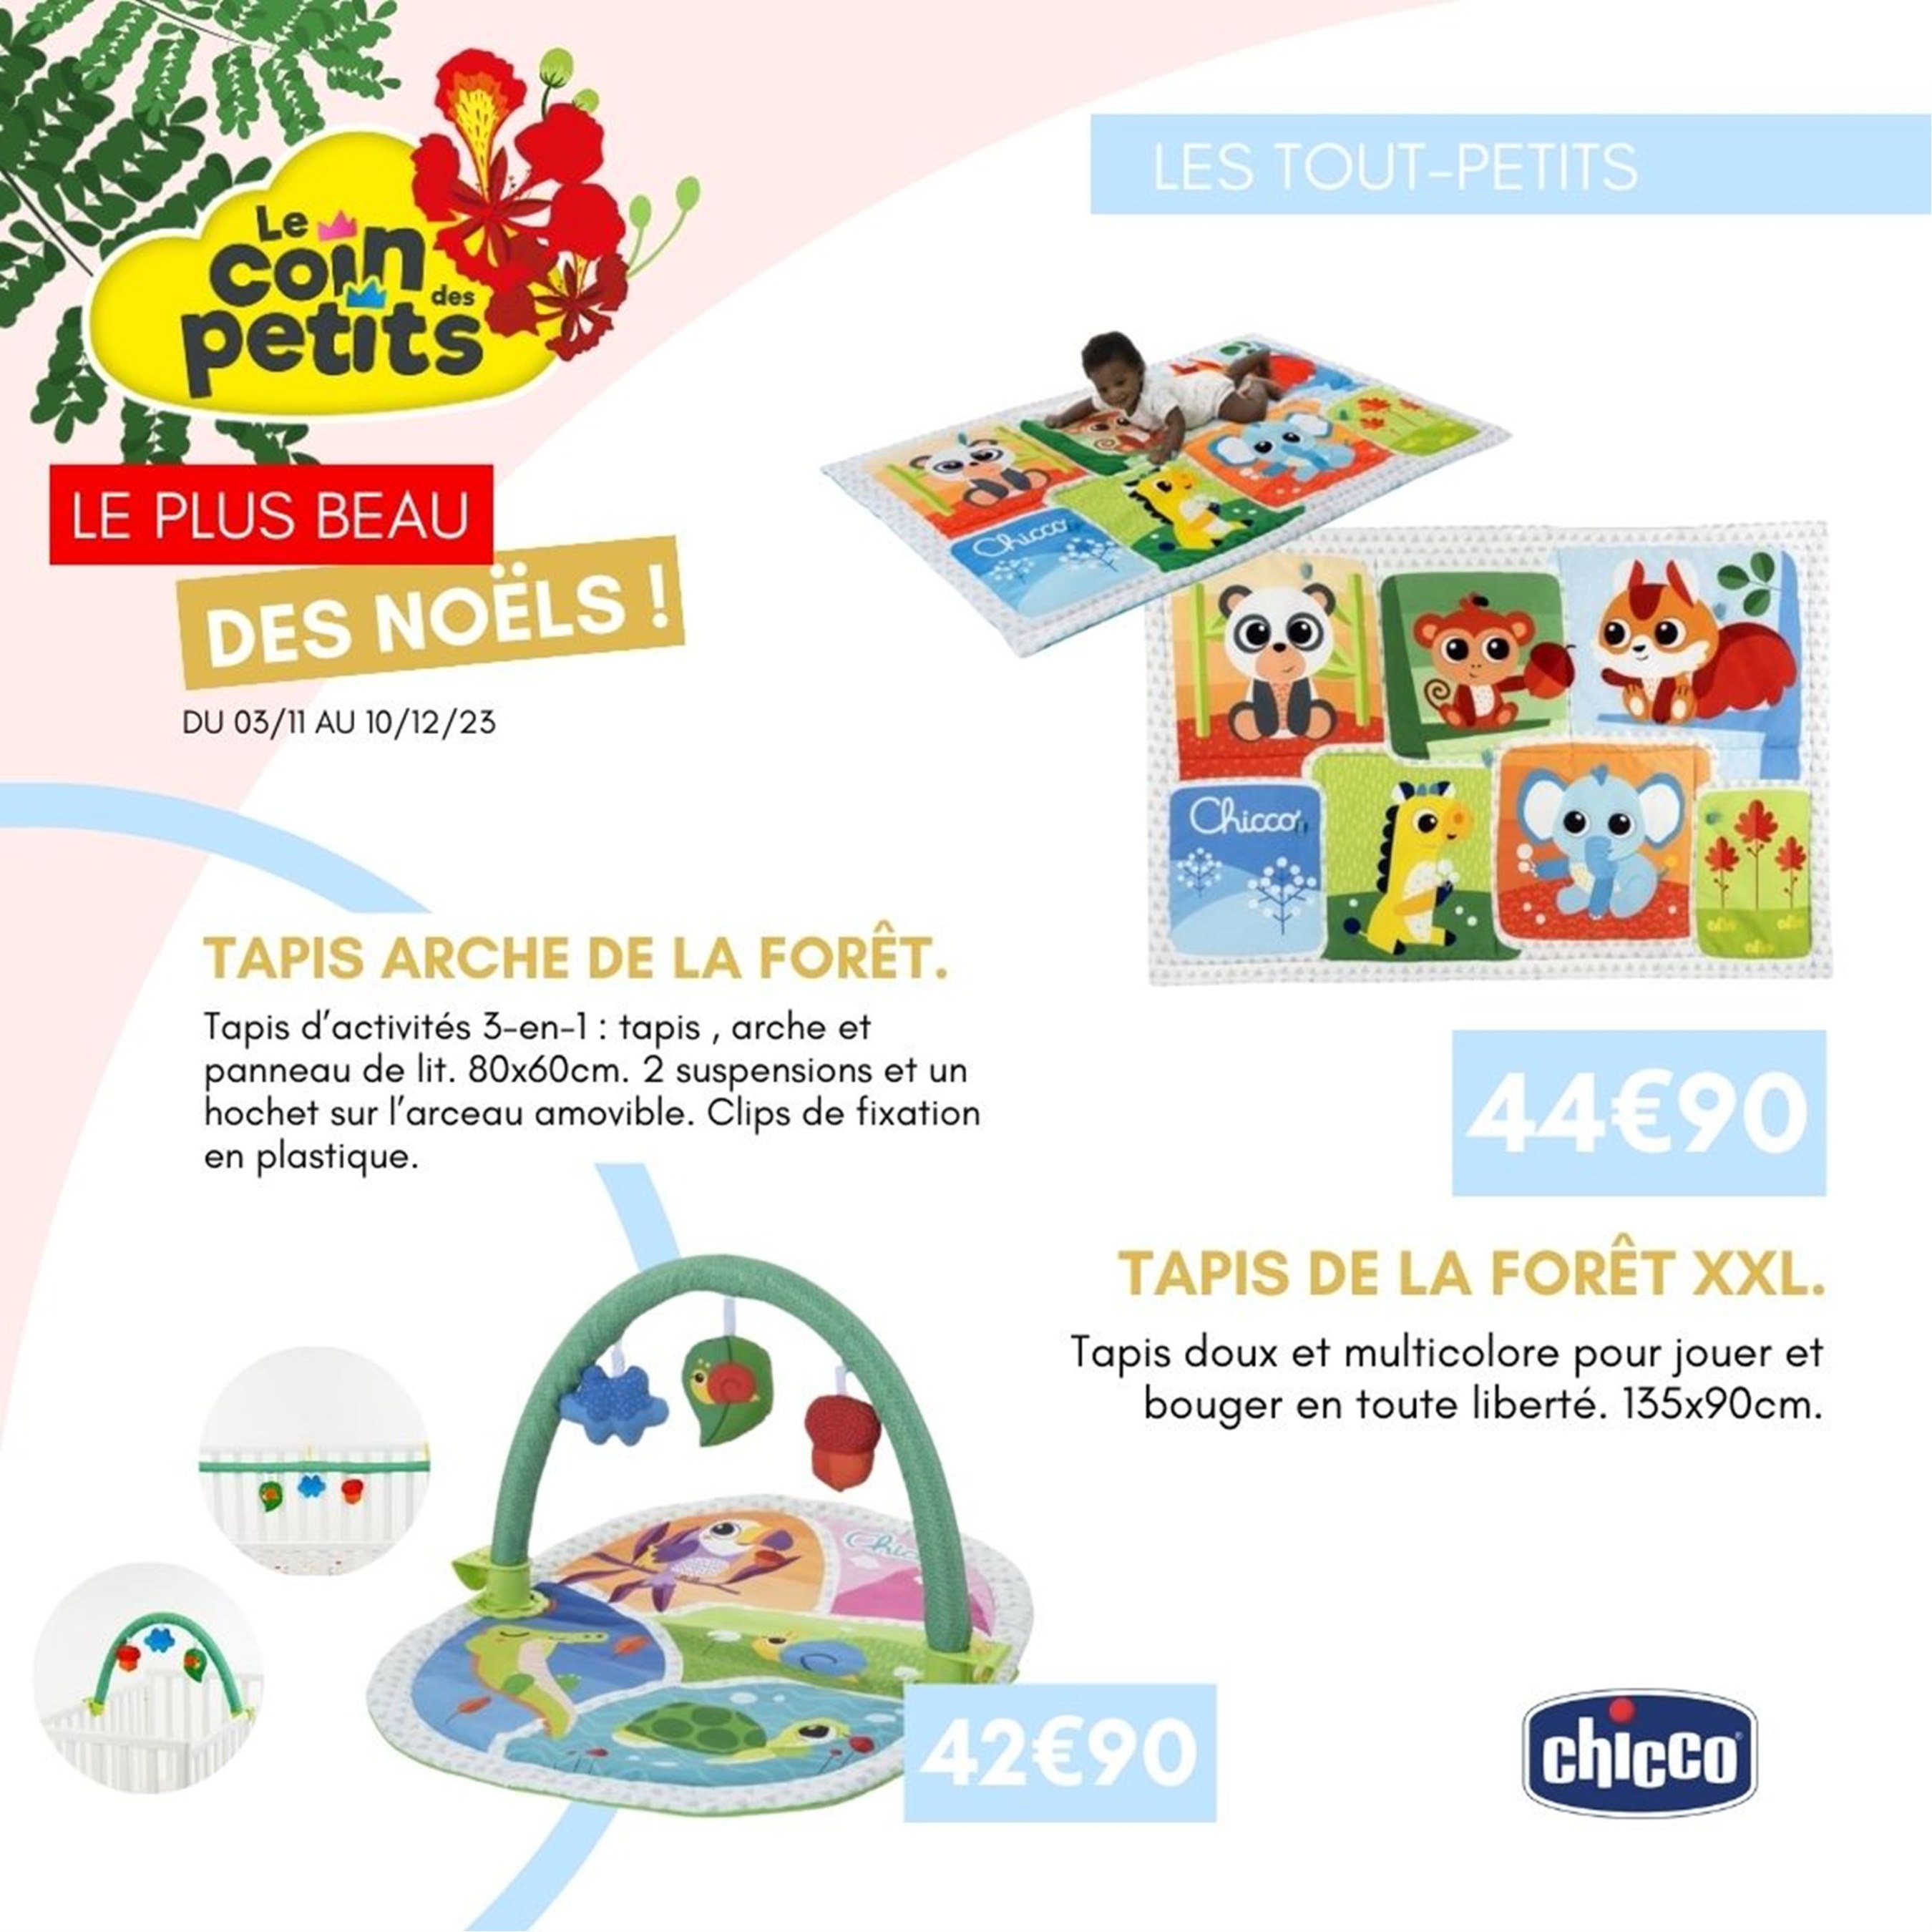 Le
coin
des
petits
LES TOUT-PETITS
LE PLUS BEAU
DES NOËLS !
DU 03/11 AU 10/12/23
Chicco
Chicco
TAPIS ARCHE DE LA FORÊT.
Tapis d'activités 3-en-1 : tapis , arche et
panneau de lit. 80x60cm. 2 suspensions et un
hochet sur l'arceau amovible. Clips de fixation
en plastique.
44€90
TAPIS DE LA FORÊT XXL.
Tapis doux et multicolore pour jouer et
bouger en toute liberté. 135x90cm.
Chic
42€90
chicco